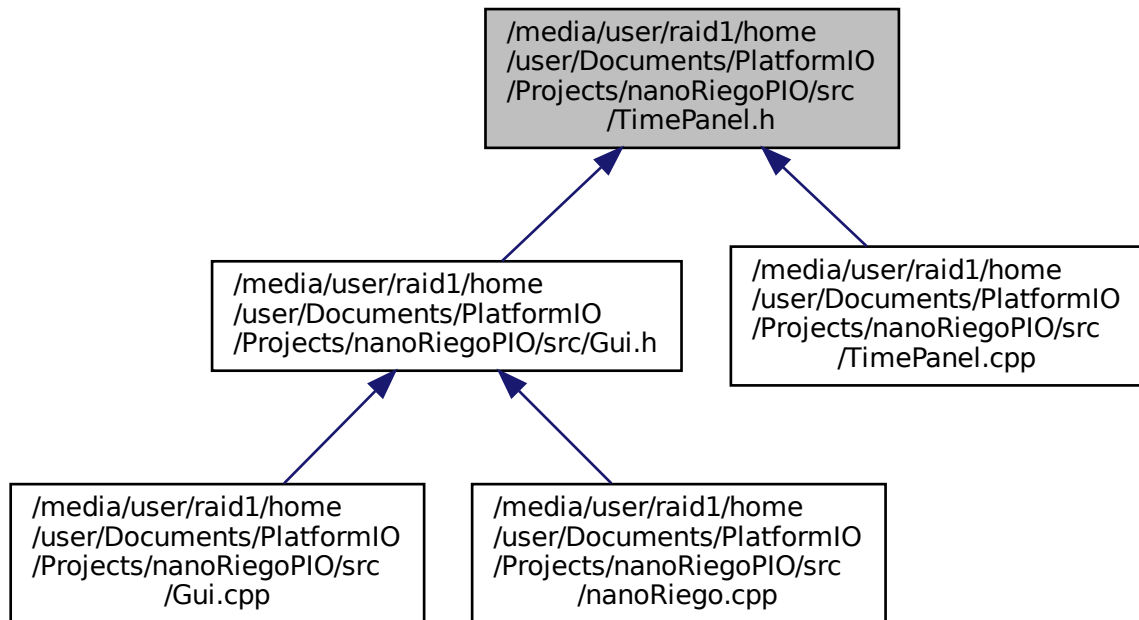 /media/user/raid1/home
/user/Documents/PlatformIO
/Projects/nanoRiegoPIO/src
/TimePanel.h
/media/user/raid1/home
/user/Documents/PlatformIO
/Projects/nanoRiegoPIO/src/Gui.h
/media/user/raid1/home
/user/Documents/PlatformIO
/Projects/nanoRiegoPIO/src
/TimePanel.cpp
/media/user/raid1/home
/user/Documents/PlatformIO
/Projects/nanoRiegoPIO/src
/Gui.cpp
/media/user/raid1/home
/user/Documents/PlatformIO
/Projects/nanoRiegoPIO/src
/nanoRiego.cpp